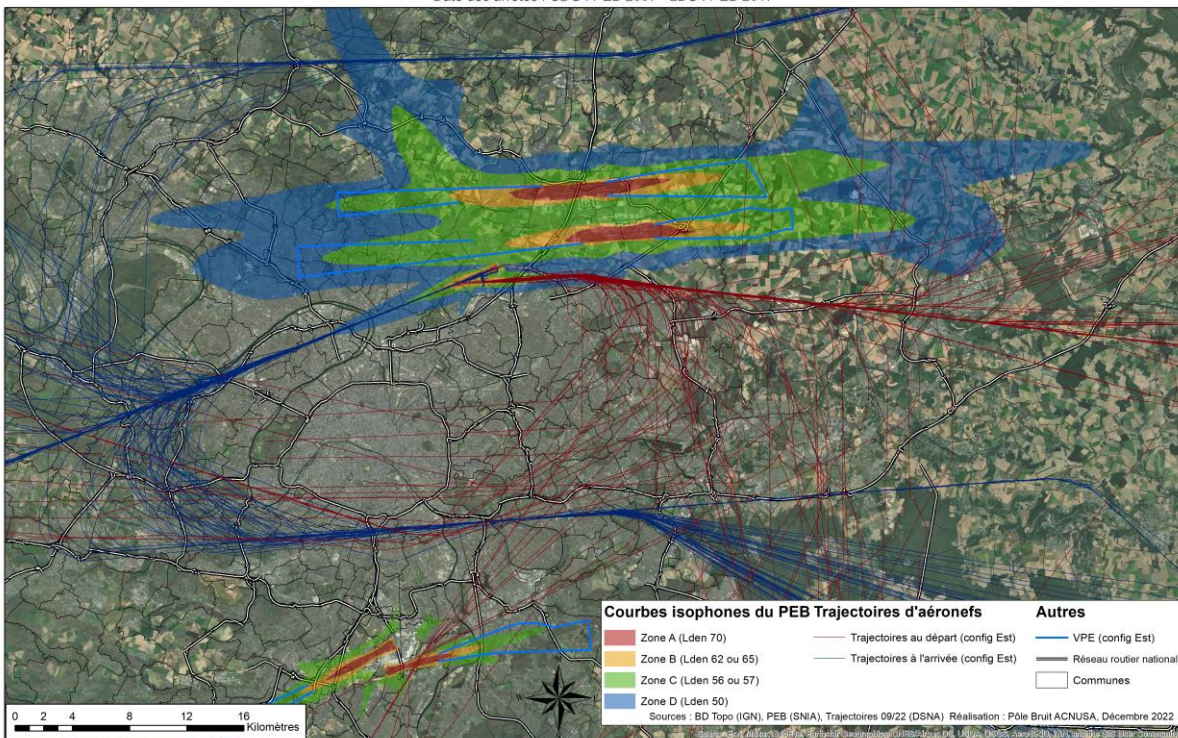 Courbes isophones du PEB
Zone A (Lden 70)
Zone B (Lden 62 ou 65)
Zone C (Lden 56 ou 57)
Zone D (Lden 50)
Trajectoires d'aéronefs
Trajectoires au départ (config Est)
Trajectoires à l'arrivée (config Est)
Autres
VPE (config Est)
Réseau routier national
Communes
Sources : BD Topo (IGN), PEB (SNIA), Trajectoires 09/22 (DSNA) Réalisation : Pôle Bruit ACNUSA, Décembre 2022
0 2 4 8 12 16
Kilomètres